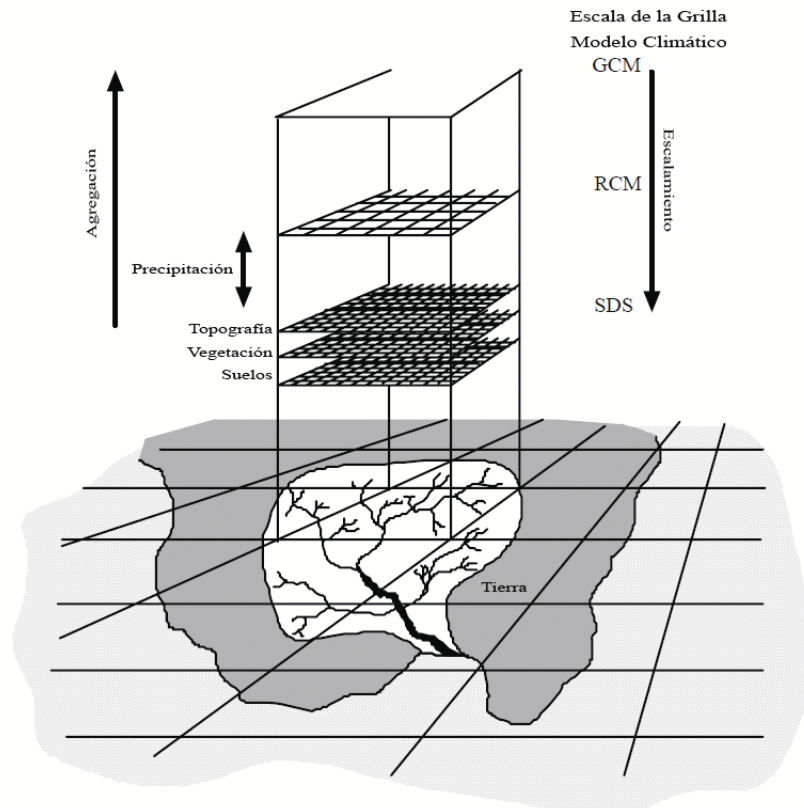 Escala de la Grilla
Modelo Climático
GCM
Agregación
Escalamiento
RCM
Precipitación
SDS
Topografía
Vegetación
Suelos
Tierra